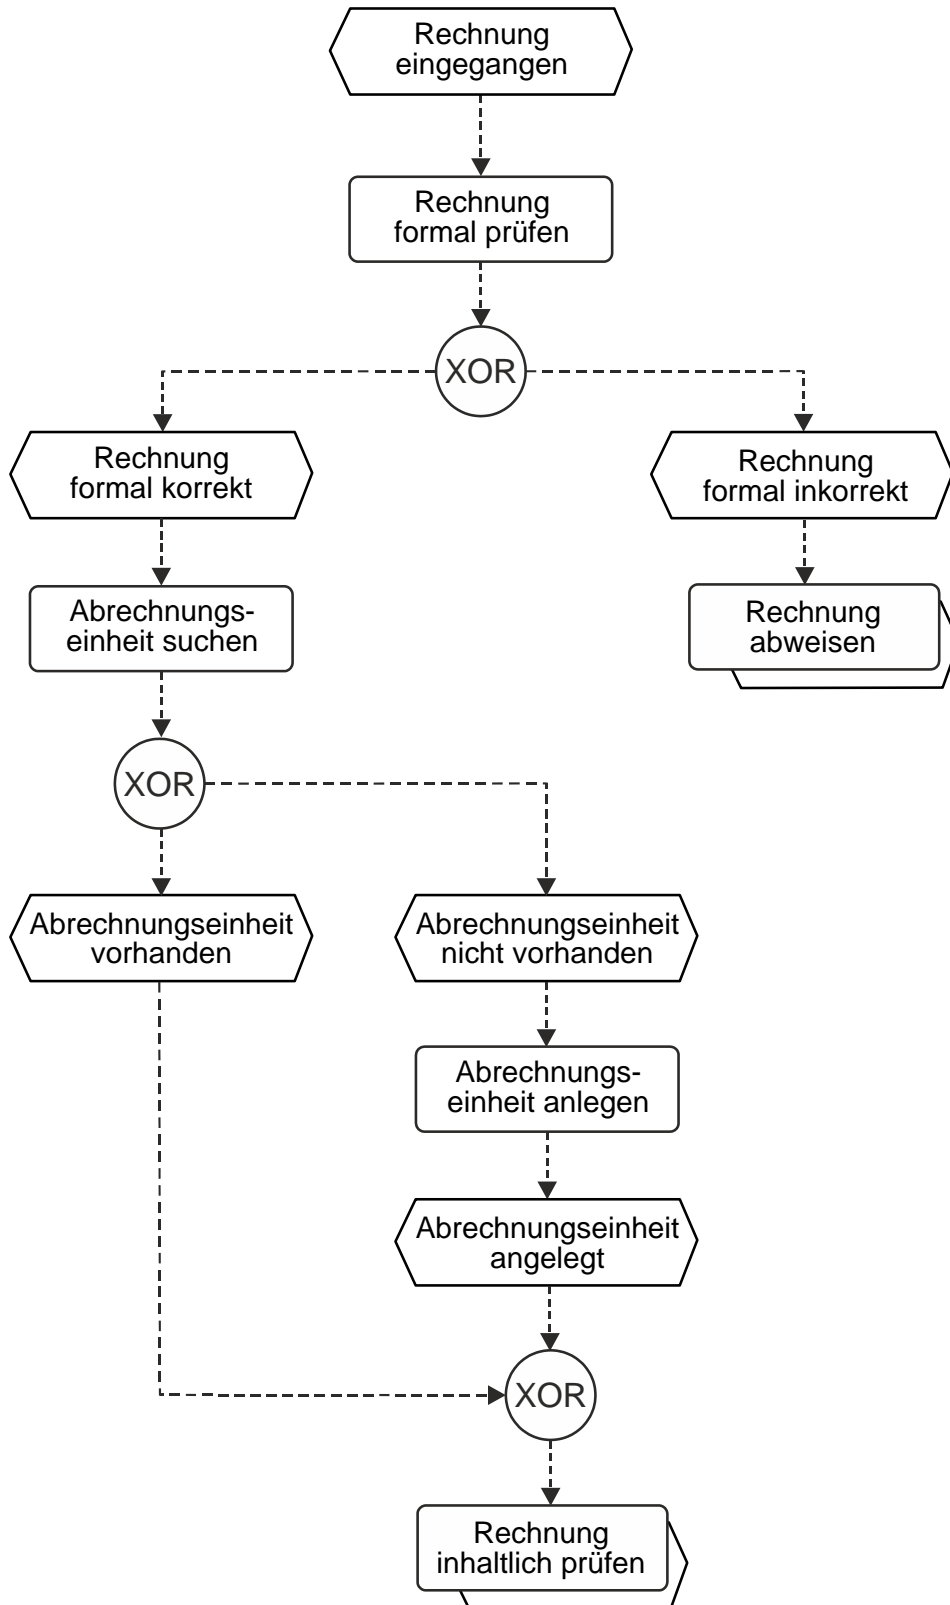 Rechnung
eingegangen
Rechnung
formal prüfen
XOR
Rechnung
formal korrekt
Rechnung
formal inkorrekt
Abrechnungs-
einheit suchen
Rechnung
abweisen
XOR
Abrechnungseinheit
vorhanden
Abrechnungseinheit
nicht vorhanden
Abrechnungs-
einheit anlegen
Abrechnungseinheit
angelegt
XOR
Rechnung
inhaltlich prüfen